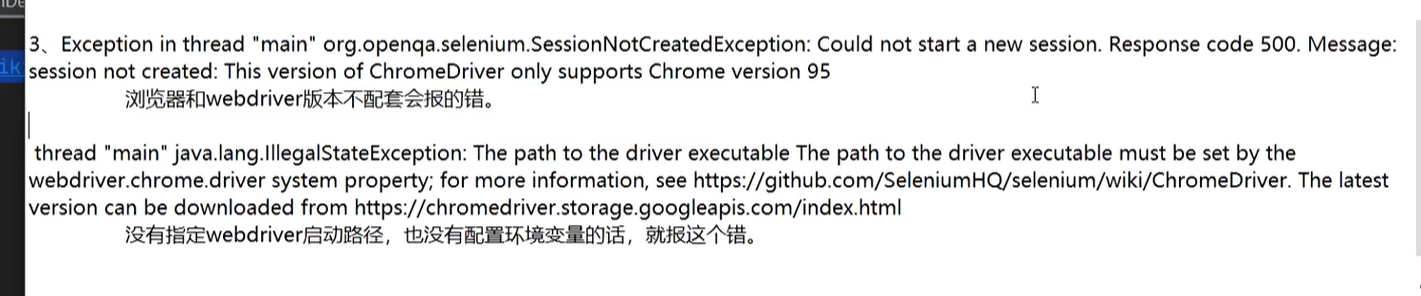 3、Exception in thread "main" org.openqa.selenium.SessionNotCreatedException: Could not start a new session. Response code 500. Message:
session not created: This version of ChromeDriver only supports Chrome version 95
浏览器和webdriver版本不配套会报的错。
thread "main" java.lang.IllegalStateException: The path to the driver executable The path to the driver executable must be set by the
webdriver.chrome.driver system property; for more information, see https://github.com/SeleniumHQ/selenium/wiki/ChromeDriver. The latest
version can be downloaded from https://chromedriver.storage.googleapis.com/index.html
没有指定webdriver启动路径，也没有配置环境变量的话，就报这个错。